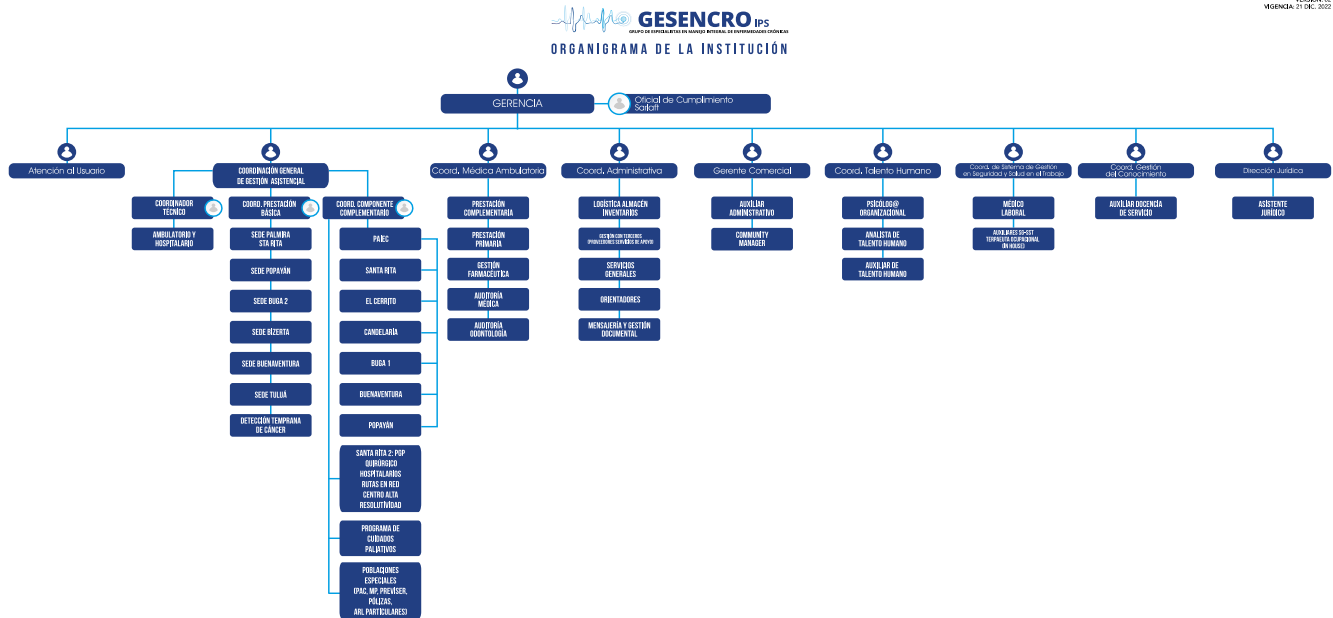 VIGENCIA: 21 DIC. 2022
GESENCRO IPS
GRUPO DE ESPECIALISTAS EN MANEJO INTEGRAL DE ENFERMEDADES CRÓNICAS
ORGANIGRAMA DE LA INSTITUCIÓN
GERENCIA
Oficial de Cumplimiento
Sarlaft
Atención al Usuario
COORDINACIÓN GENERAL
DE GESTIÓN ASISTENCIAL
Coord. Médica Ambulatoria
Coord. Administrativa
Gerente Comercial
Coord. Talento Humano
Coord. de Sistema de Gestión
en Seguridad y Salud en el Trabajo
Coord. Gestión
del Conocimiento
Dirección Jurídica
COORDINADOR
TÉCNICO
AMBULATORIO Y
HOSPITALARIO
COORD. PRESTACIÓN
BÁSICA
SEDE PALMIRA
STA RITA
SEDE POPAYÁN
SEDE BUGA 2
SEDE BIZERTA
SEDE BUENAVENTURA
SEDE TULUÁ
DETECCIÓN TEMPRANA
DE CÁNCER
COORD. COMPONENTE
COMPLEMENTARIO
PAIEC
SANTA RITA
EL CERRITO
CANDELARIA
BUGA 1
BUENAVENTURA
POPAYÁN
SANTA RITA 2: PGP
QUIRÚRGICO
HOSPITALARIOS
RUTAS EN RED
CENTRO ALTA
RESOLUTIVIDAD
PROGRAMA DE
CUIDADOS
PALIATIVOS
POBLACIONES
ESPECIALES
(PAC, MP, PREVISER,
PÓLIZAS,
ARL PARTICULARES)
PRESTACIÓN
COMPLEMENTARIA
PRESTACIÓN
PRIMARIA
GESTIÓN
FARMACÉUTICA
AUDITORÍA
MÉDICA
AUDITORÍA
ODONTOLOGÍA
LOGÍSTICA ALMACÉN
INVENTARIOS
GESTIÓN CON TERCEROS
(PROVEEDORES SERVICIOS DE APOYO)
SERVICIOS
GENERALES
ORIENTADORES
MENSAJERÍA Y GESTIÓN
DOCUMENTAL
AUXILIAR
ADMINISTRATIVO
COMMUNITY
MANAGER
PSICÓLOG@
ORGANIZACIONAL
ANALISTA DE
TALENTO HUMANO
AUXILIAR DE
TALENTO HUMANO
MÉDICO
LABORAL
AUXILIARES SG-SST
TERPAEUTA OCUPACIONAL
(IN HOUSE)
AUXILIAR DOCENCIA
DE SERVICIO
ASISTENTE
JURÍDICO